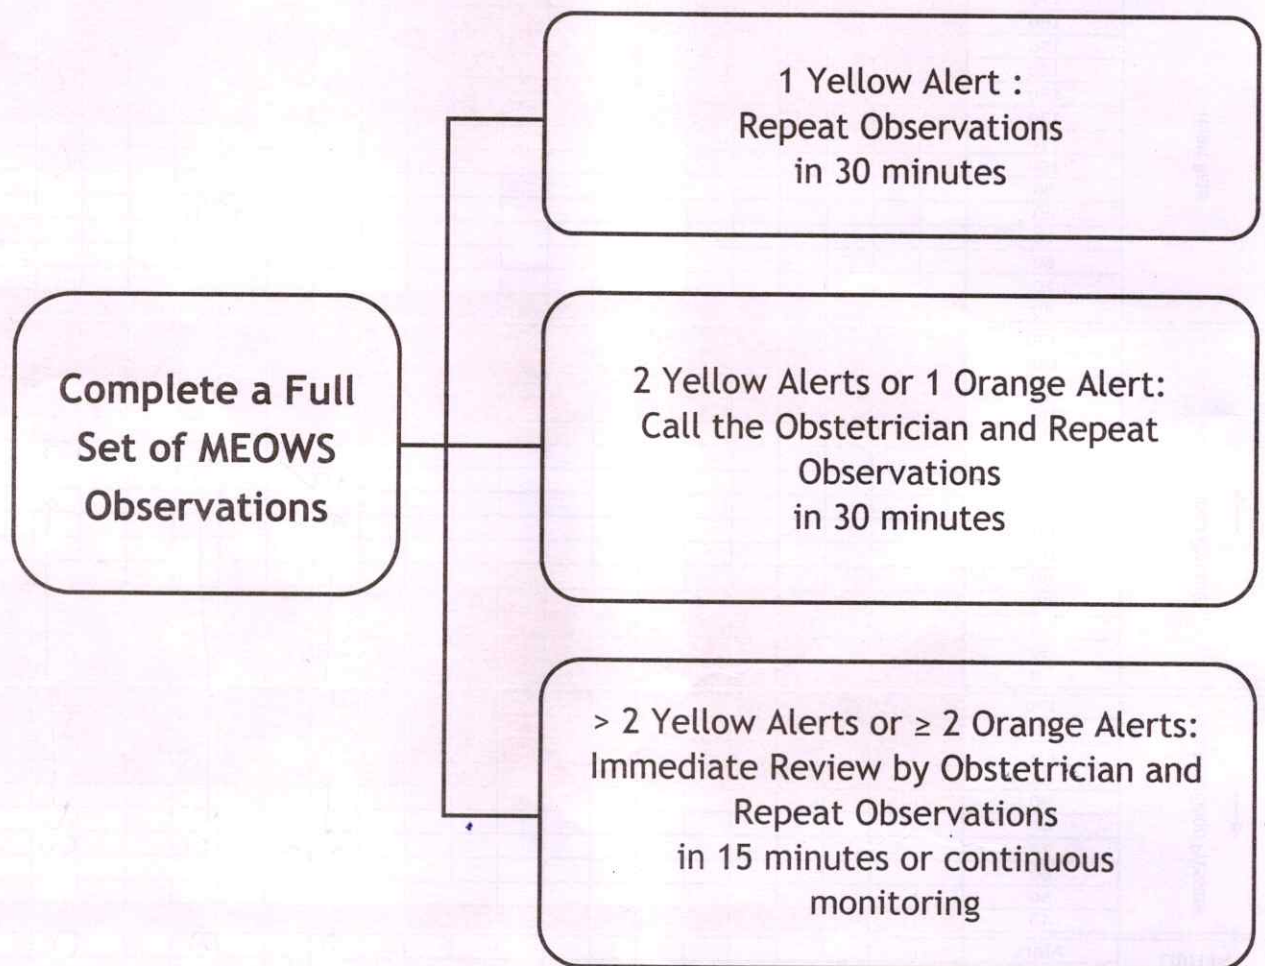 1 Yellow Alert :
Repeat Observations
in 30 minutes
Complete a Full
Set of MEOWS
Observations
2 Yellow Alerts or 1 Orange Alert:
Call the Obstetrician and Repeat
Observations
in 30 minutes
> 2 Yellow Alerts or ≥ 2 Orange Alerts:
Immediate Review by Obstetrician and
Repeat Observations
in 15 minutes or continuous
monitoring